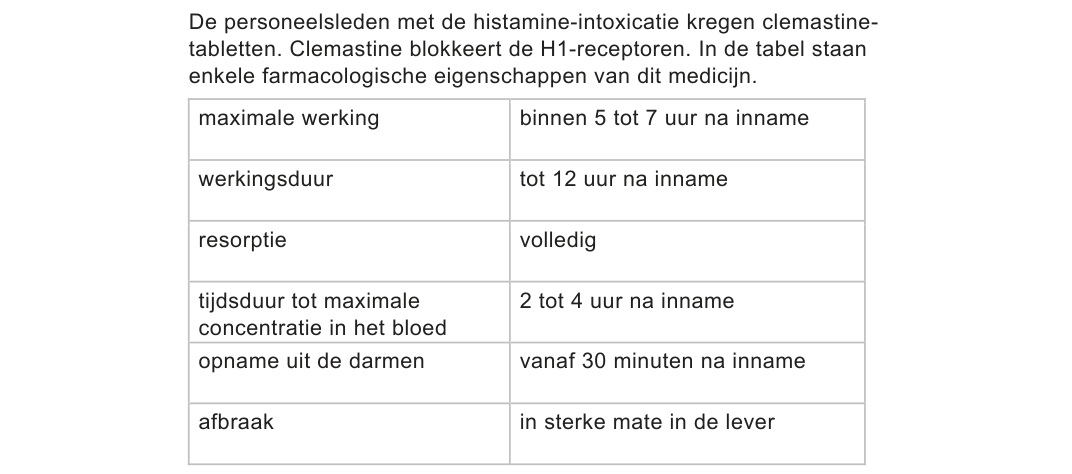 De personeelsleden met de histamine-intoxicatie kregen clemastine-
tabletten. Clemastine blokkeert de H1-receptoren. In de tabel staan
enkele farmacologische eigenschappen van dit medicijn.
maximale werking binnen 5 tot 7 uur na inname
werkingsduur tot 12 uur na inname
resorptie volledig
tijdsduur tot maximale 2 tot 4 uur na inname
concentratie in het bloed
opname uit de darmen vanaf 30 minuten na inname
afbraak in sterke mate in de lever